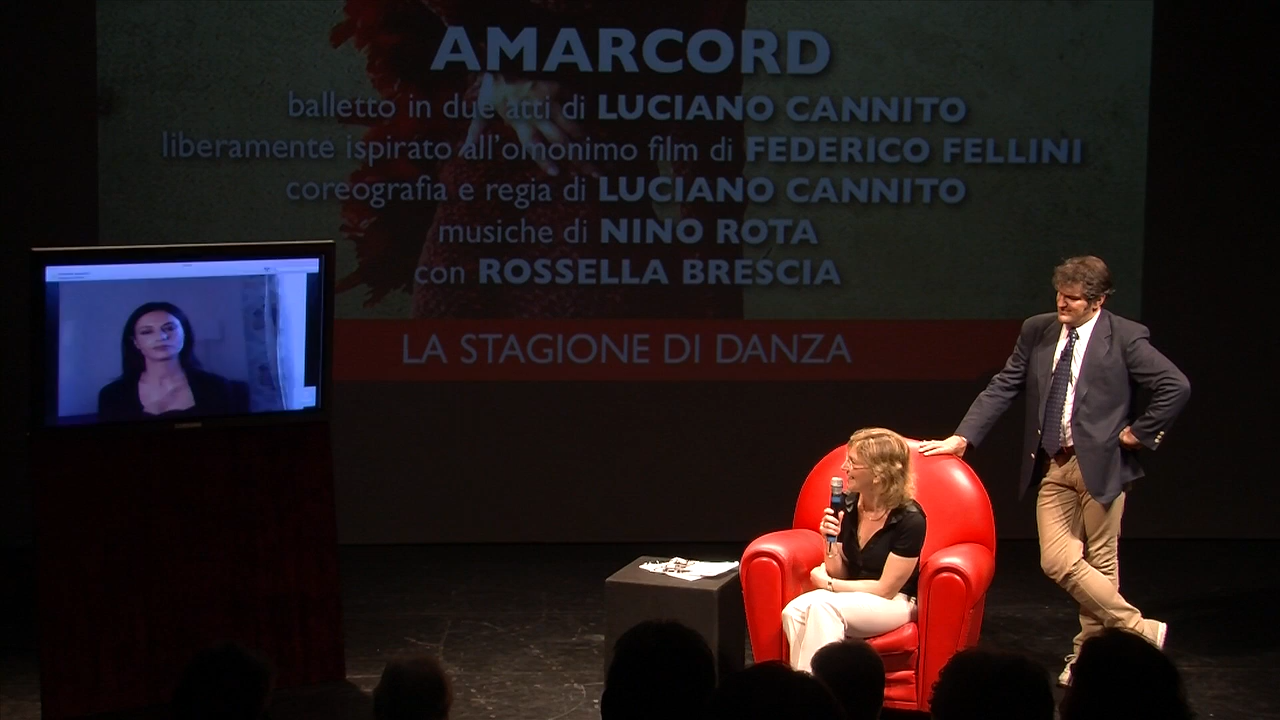 AMARCORD
balletto in due atti di LUCIANO CANNITO
liberamente ispirato all'omonimo film di FEDERICO FELLINI
coreografia e regia di LUCIANO CANNITO
musiche di NINO ROTA
con ROSSELLA BRESCIA
LA STAGIONE DI DANZA